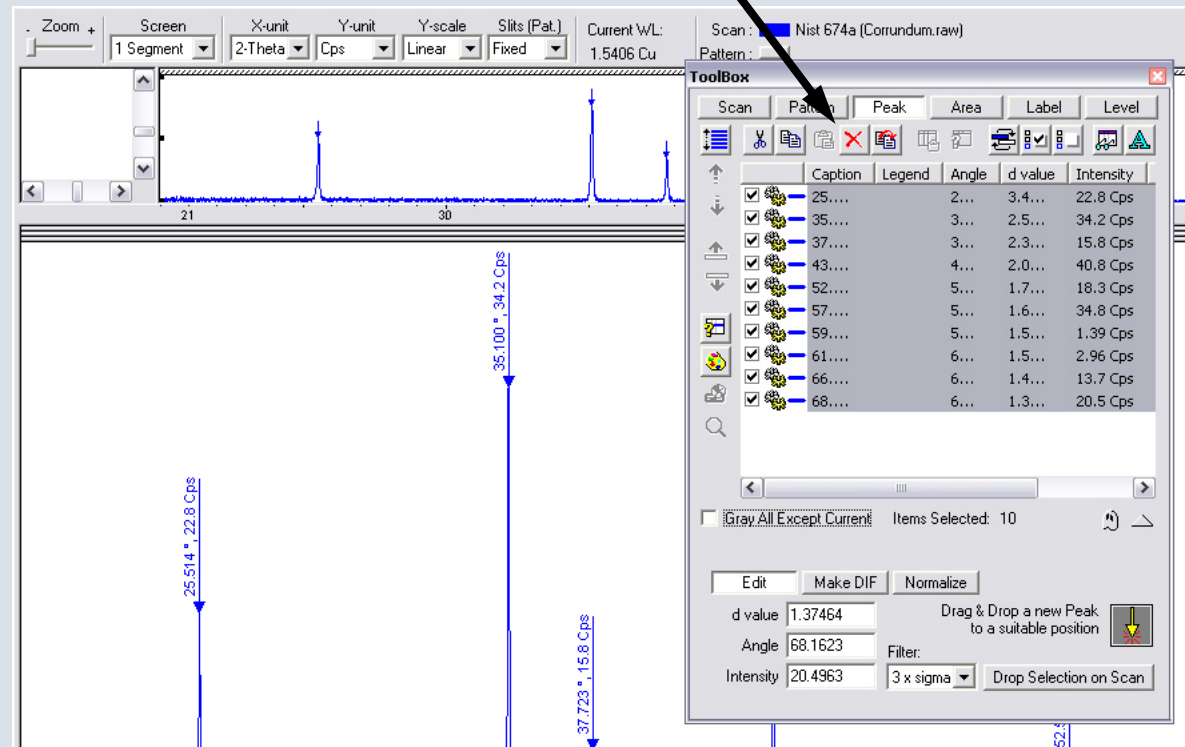 - Zoom +
Screen
X-unit
Y-unit
Y-scale
Slits (Pat.)
Current WL:
Scan :
Nist 674a (Corrundum.raw)
1 Segment
2-Theta
Cps
Linear
Fixed
1.5406 Cu
Pattern :
21
30
25.514 °, 22.8 Cps
35.100 °, 34.2 Cps
37.723 °, 15.8 Cps
52.5
ToolBox
Scan
Pattern
Peak
Area
Label
Level
Caption Legend Angle d value Intensity
25.... 2... 3.4... 22.8 Cps
35.... 3... 2.5... 34.2 Cps
37.... 3... 2.3... 15.8 Cps
43.... 4... 2.0... 40.8 Cps
52.... 5... 1.7... 18.3 Cps
57.... 5... 1.6... 34.8 Cps
59.... 5... 1.5... 1.39 Cps
61.... 6... 1.5... 2.96 Cps
66.... 6... 1.4... 13.7 Cps
68.... 6... 1.3... 20.5 Cps
Gray All Except Current
Items Selected: 10
Edit
Make DIF
Normalize
d value 1.37464
Angle 68.1623
Intensity 20.4963
Drag & Drop a new Peak
to a suitable position
Filter:
3 x sigma
Drop Selection on Scan